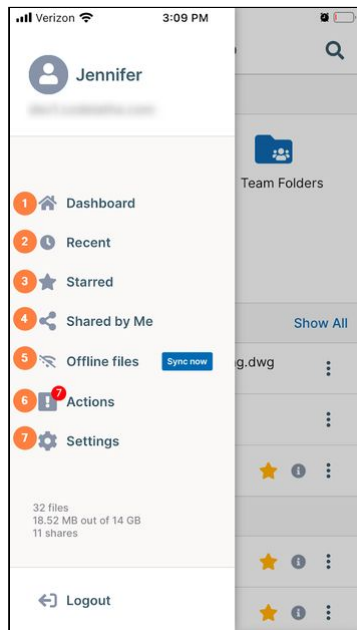 Verizon 3:09 PM
Jennifer
Team Folders
1 Dashboard
2 Recent
3 Starred
4 Shared by Me
Show All
5 Offline files Sync now
g.dwg
6 7 Actions
7 Settings
32 files
18.52 MB out of 14 GB
11 shares
Logout